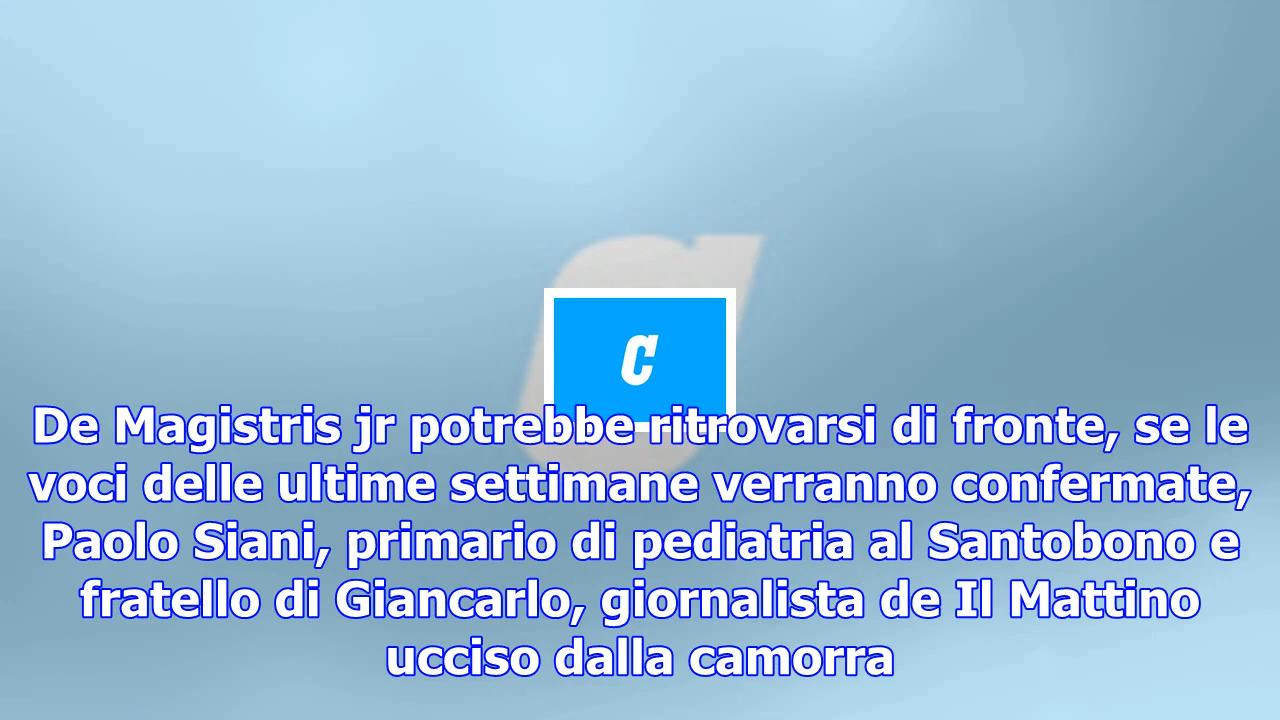 C
De Magistris jr potrebbe ritrovarsi di fronte, se le
voci delle ultime settimane verranno confermate,
Paolo Siani, primario di pediatria al Santobono e
fratello di Giancarlo, giornalista de Il Mattino
ucciso dalla camorra